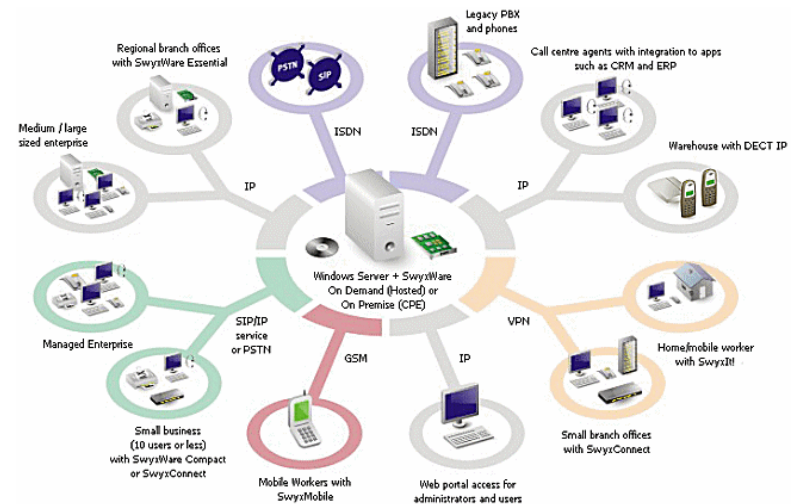 Regional branch offices
with SwyxWare Essential
PSTN
SIP
Legacy PBX
and phones
Call centre agents with integration to apps
such as CRM and ERP
Medium / large
sized enterprise
ISDN
ISDN
Warehouse with DECT IP
IP
IP
Windows Server + SwyxWare
On Demand (Hosted) or
On Premise (CPE)
Managed Enterprise
SIP/IP
service
or PSTN
GSM
IP
VPN
Home/mobile worker
with SwyxIt!
Small business
(10 users or less)
with SwyxWare Compact
or SwyxConnect
Mobile Workers with
SwyxMobile
Web portal access for
administrators and users
Small branch offices
with SwyxConnect